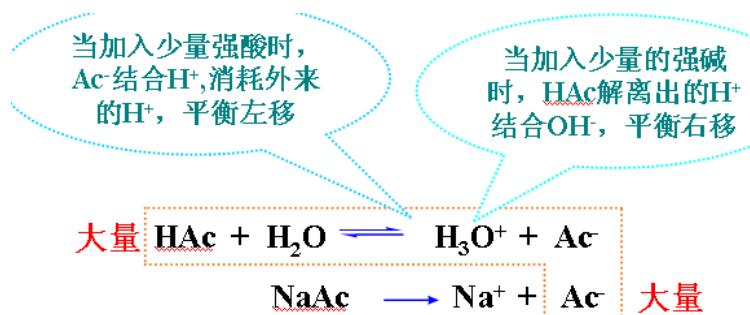 当加入少量强酸时，
Ac⁻结合H⁺,消耗外来
的H⁺，平衡左移
当加入少量的强碱
时，HAc解离出的H⁺
结合OH⁻，平衡右移
大量 HAc + H₂O ⇌ H₃O⁺ + Ac⁻
NaAc → Na⁺ + Ac⁻ 大量